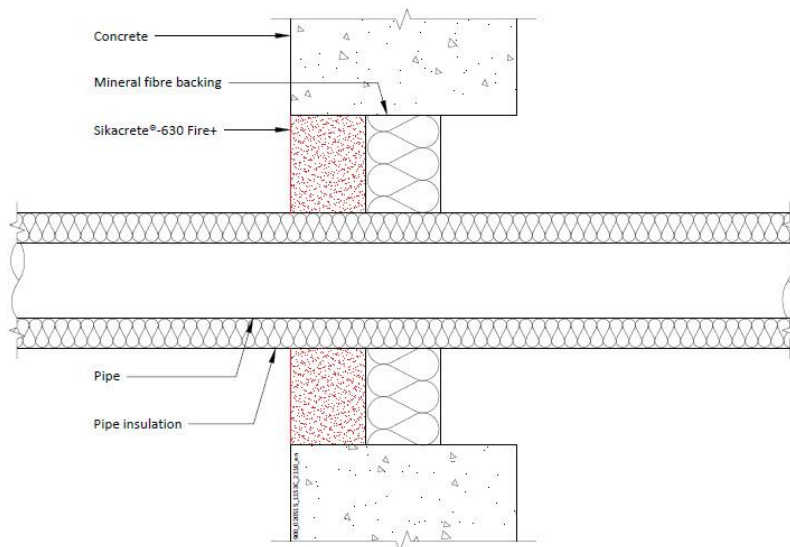 Concrete
Mineral fibre backing
Sikacrete®-630 Fire+
Pipe
Pipe insulation